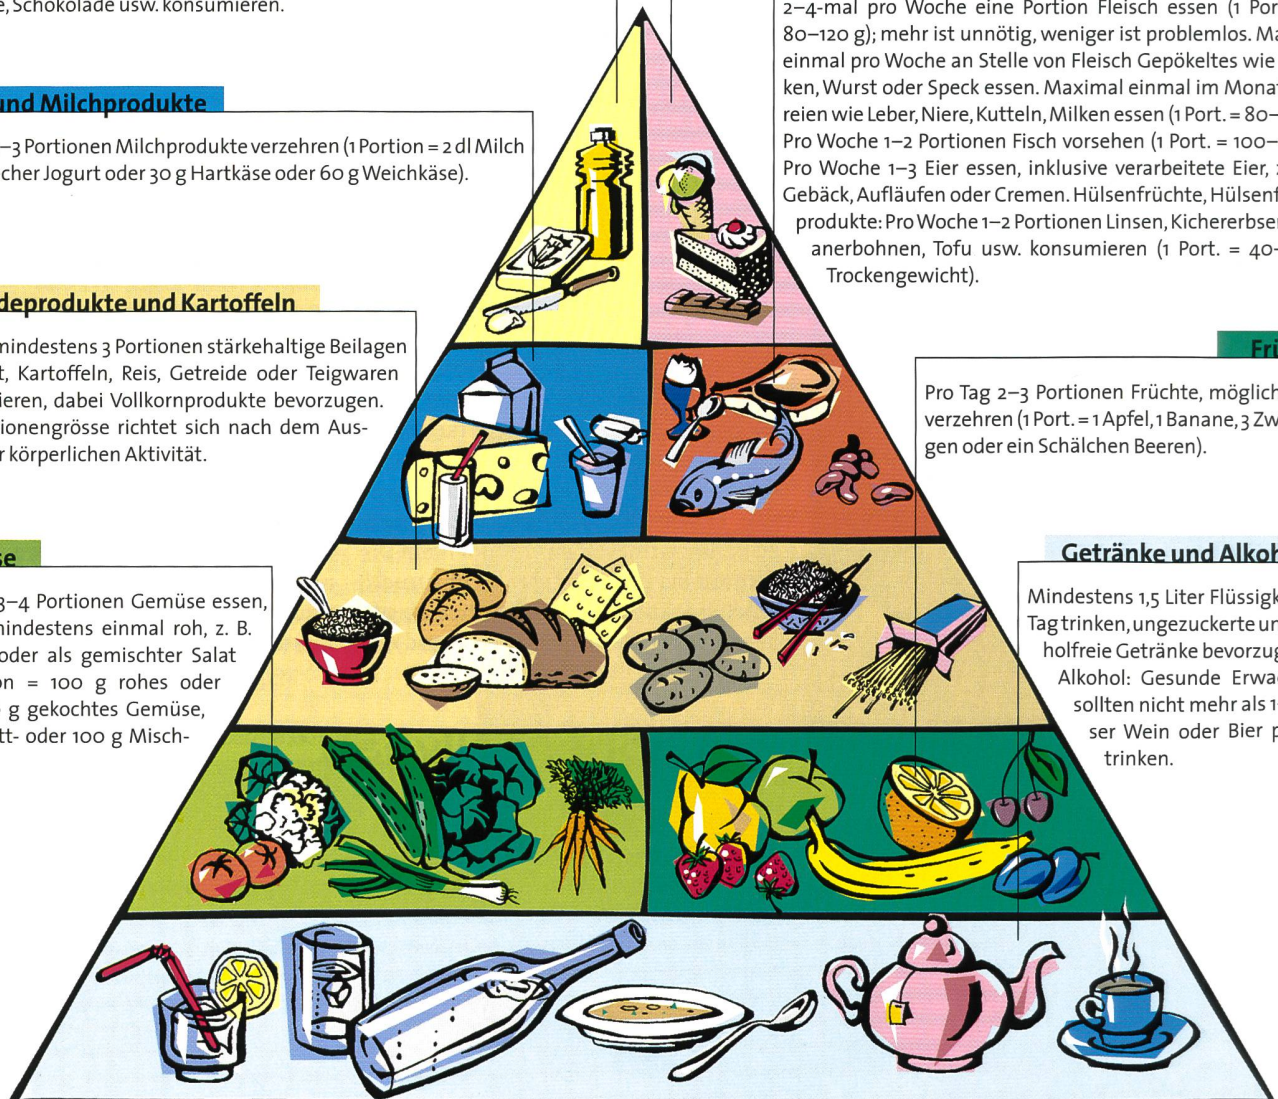 e, Schokolade usw. konsumieren.
und Milchprodukte
–3 Portionen Milchprodukte verzehren (1 Portion = 2 dl Milch
cher Jogurt oder 30 g Hartkäse oder 60 g Weichkäse).
deprodukte und Kartoffeln
mindestens 3 Portionen stärkehaltige Beilagen
t, Kartoffeln, Reis, Getreide oder Teigwaren
ieren, dabei Vollkornprodukte bevorzugen.
ionengrösse richtet sich nach dem Aus-
r körperlichen Aktivität.
se
3–4 Portionen Gemüse essen,
mindestens einmal roh, z. B.
oder als gemischter Salat
on = 100 g rohes oder
g gekochtes Gemüse,
tt- oder 100 g Misch-
2–4-mal pro Woche eine Portion Fleisch essen (1 Por
80–120 g); mehr ist unnötig, weniger ist problemlos. Ma
einmal pro Woche an Stelle von Fleisch Gepökeltes wie
ken, Wurst oder Speck essen. Maximal einmal im Monat
reien wie Leber, Niere, Kutteln, Milken essen (1 Port. = 80–
Pro Woche 1–2 Portionen Fisch vorsehen (1 Port. = 100–
Pro Woche 1–3 Eier essen, inklusive verarbeitete Eier,
Gebäck, Aufläufen oder Cremen. Hülsenfrüchte, Hülsenf
produkte: Pro Woche 1–2 Portionen Linsen, Kichererbsen
anerbohnen, Tofu usw. konsumieren (1 Port. = 40–
Trockengewicht).
Frü
Pro Tag 2–3 Portionen Früchte, möglich
verzehren (1 Port. = 1 Apfel, 1 Banane, 3 Zw
gen oder ein Schälchen Beeren).
Getränke und Alkoh
Mindestens 1,5 Liter Flüssigk
Tag trinken, ungezuckerte un
holfreie Getränke bevorzug
Alkohol: Gesunde Erwa
sollten nicht mehr als 1
ser Wein oder Bier p
trinken.